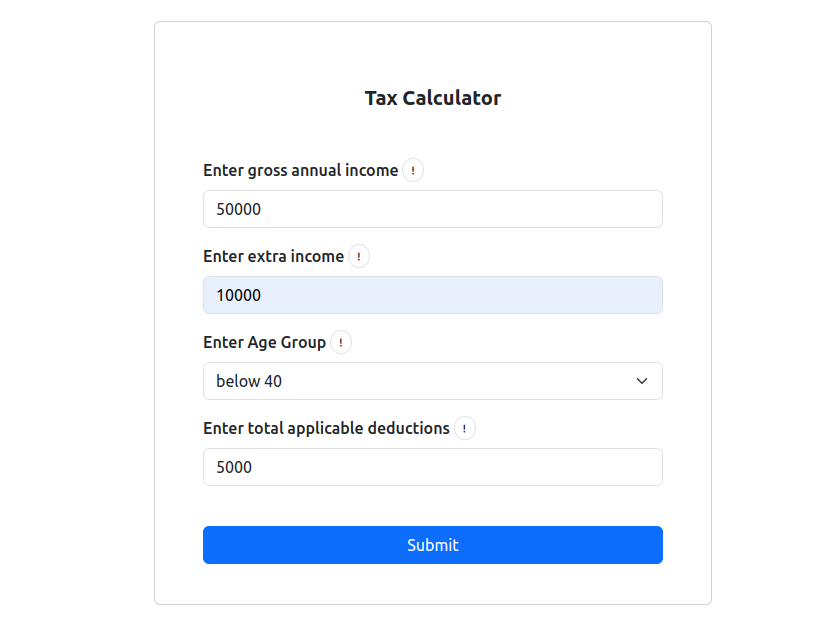 Tax Calculator
Enter gross annual income !
50000
Enter extra income !
10000
Enter Age Group !
below 40
Enter total applicable deductions !
5000
Submit